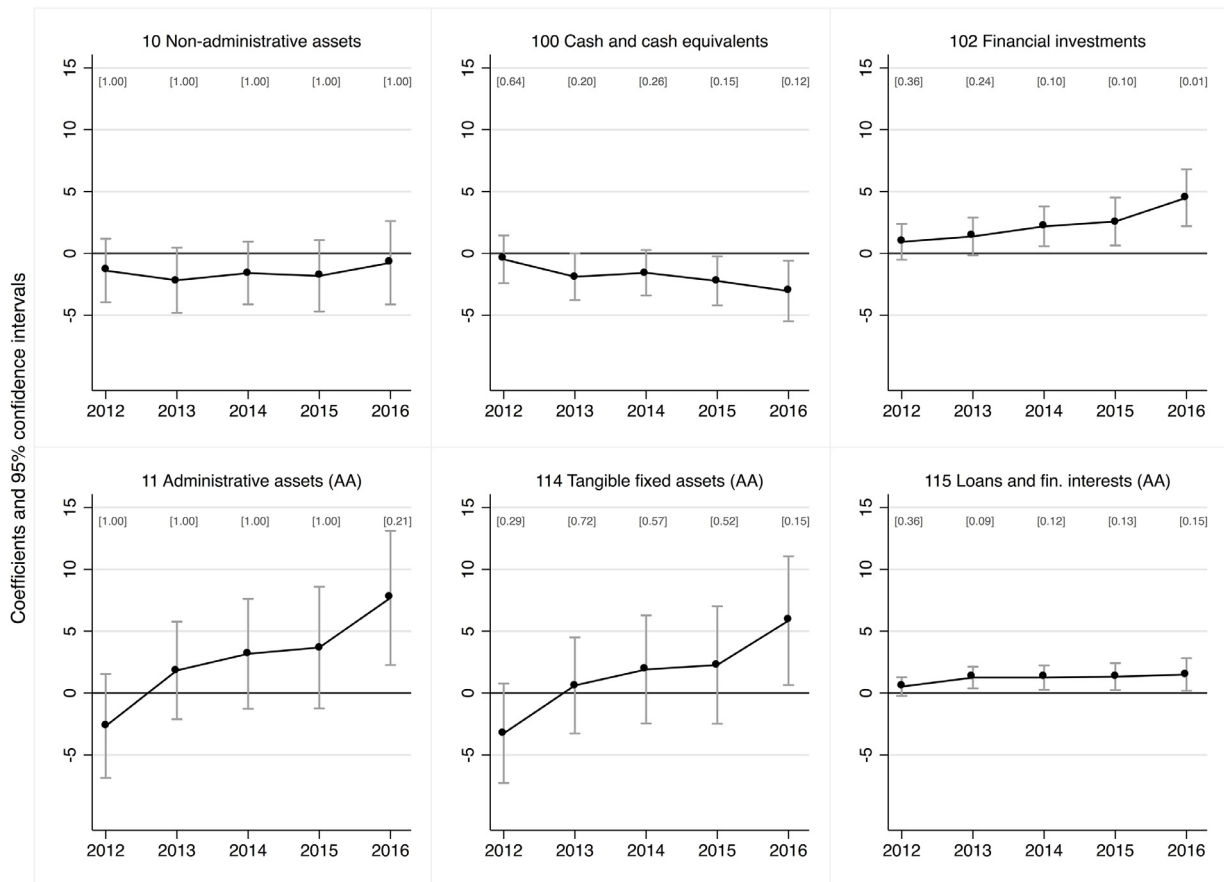 Coefficients and 95% confidence intervals
10 Non-administrative assets
15
10
5
0
-5
[1.00] [1.00] [1.00] [1.00] [1.00]
2012 2013 2014 2015 2016
100 Cash and cash equivalents
15
10
5
0
-5
[0.64] [0.20] [0.26] [0.15] [0.12]
2012 2013 2014 2015 2016
102 Financial investments
15
10
5
0
-5
[0.36] [0.24] [0.10] [0.10] [0.01]
2012 2013 2014 2015 2016
11 Administrative assets (AA)
15
10
5
0
-5
[1.00] [1.00] [1.00] [1.00] [0.21]
2012 2013 2014 2015 2016
114 Tangible fixed assets (AA)
15
10
5
0
-5
[0.29] [0.72] [0.57] [0.52] [0.15]
2012 2013 2014 2015 2016
115 Loans and fin. interests (AA)
15
10
5
0
-5
[0.36] [0.09] [0.12] [0.13] [0.15]
2012 2013 2014 2015 2016